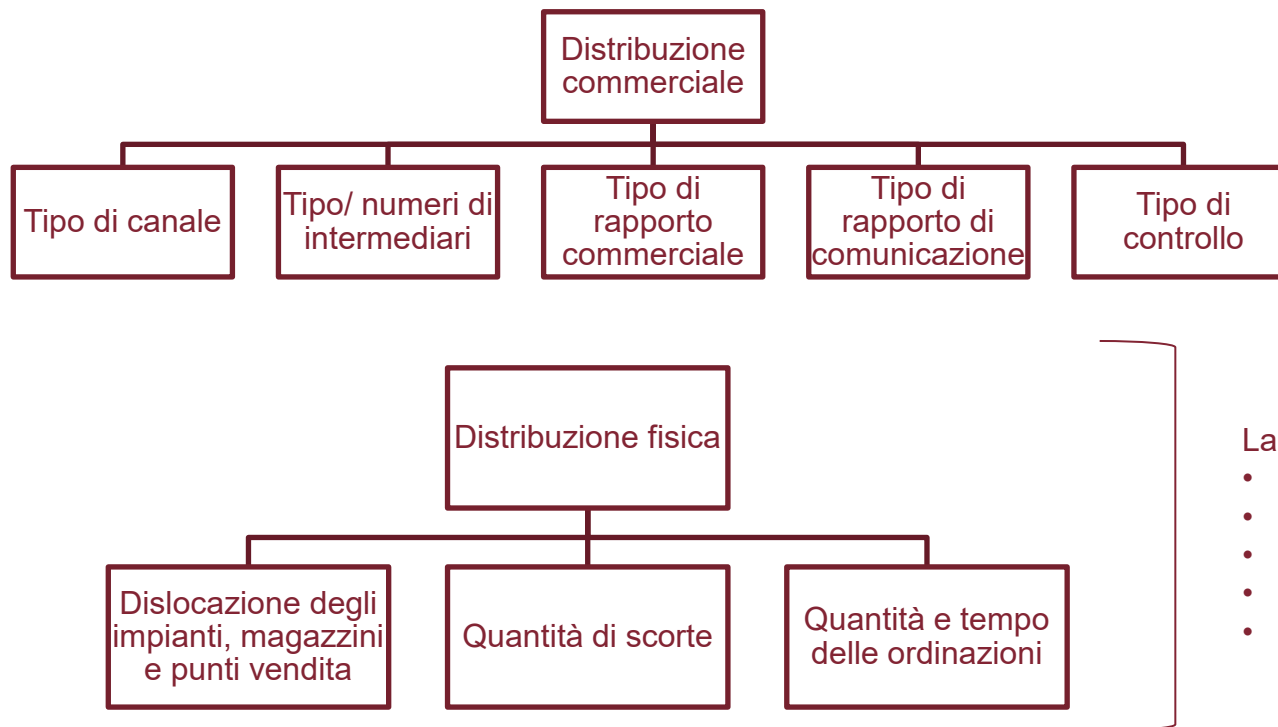 Distribuzione
commerciale
Tipo di canale
Tipo/ numeri di
intermediari
Tipo di
rapporto
commerciale
Tipo di
rapporto di
comunicazione
Tipo di
controllo
Distribuzione fisica
La
•
•
•
•
•
Dislocazione degli
impianti, magazzini
e punti vendita
Quantità di scorte
Quantità e tempo
delle ordinazioni